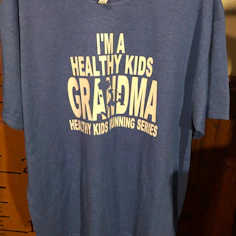 I'M A
HEALTHY KIDS
GRANDMA
HEALTHY KIDS RUNNING SERIES